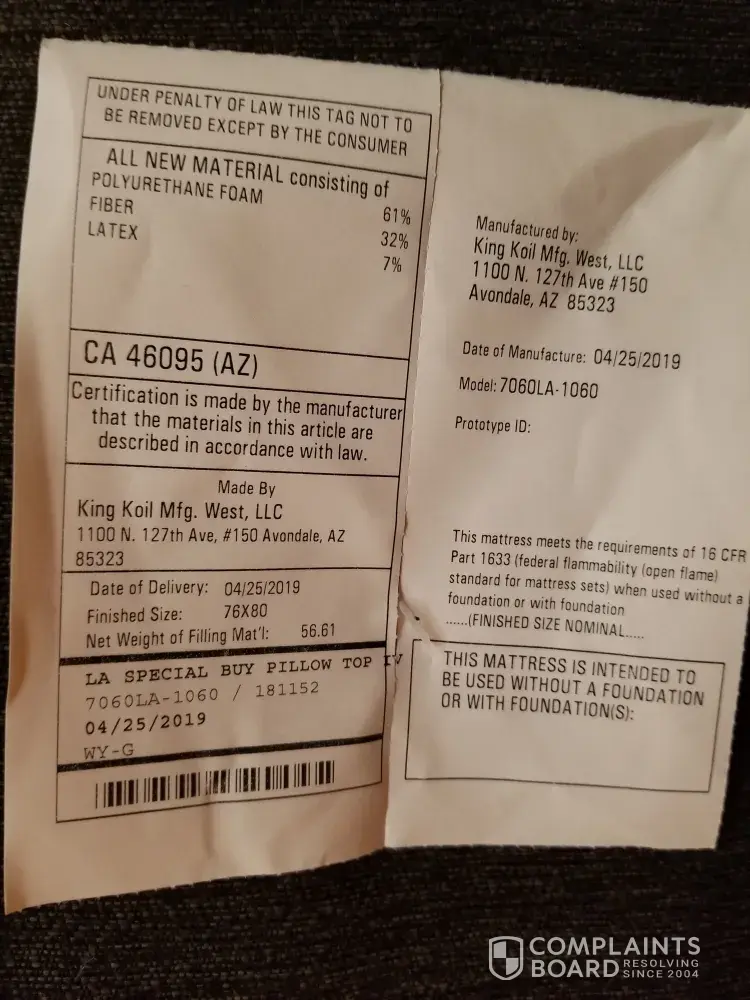 UNDER PENALTY OF LAW THIS TAG NOT TO
BE REMOVED EXCEPT BY THE CONSUMER
ALL NEW MATERIAL consisting of
POLYURETHANE FOAM 61%
FIBER 32%
LATEX 7%
CA 46095 (AZ)
Certification is made by the manufacturer
that the materials in this article are
described in accordance with law.
Made By
King Koil Mfg. West, LLC
1100 N. 127th Ave, #150 Avondale, AZ
85323
Date of Delivery: 04/25/2019
Finished Size: 76X80
Net Weight of Filling Mat'l: 56.61
LA SPECIAL BUY PILLOW TOP IV
7060LA-1060 / 181152
04/25/2019
WY-G
Manufactured by:
King Koil Mfg. West, LLC
1100 N. 127th Ave #150
Avondale, AZ 85323
Date of Manufacture: 04/25/2019
Model: 7060LA-1060
Prototype ID:
This mattress meets the requirements of 16 CFR
Part 1633 (federal flammability (open flame)
standard for mattress sets) when used without a
foundation or with foundation
......(FINISHED SIZE NOMINAL.....
THIS MATTRESS IS INTENDED TO
BE USED WITHOUT A FOUNDATION
OR WITH FOUNDATION(S):
COMPLAINTS
BOARD RESOLVING
SINCE 2004